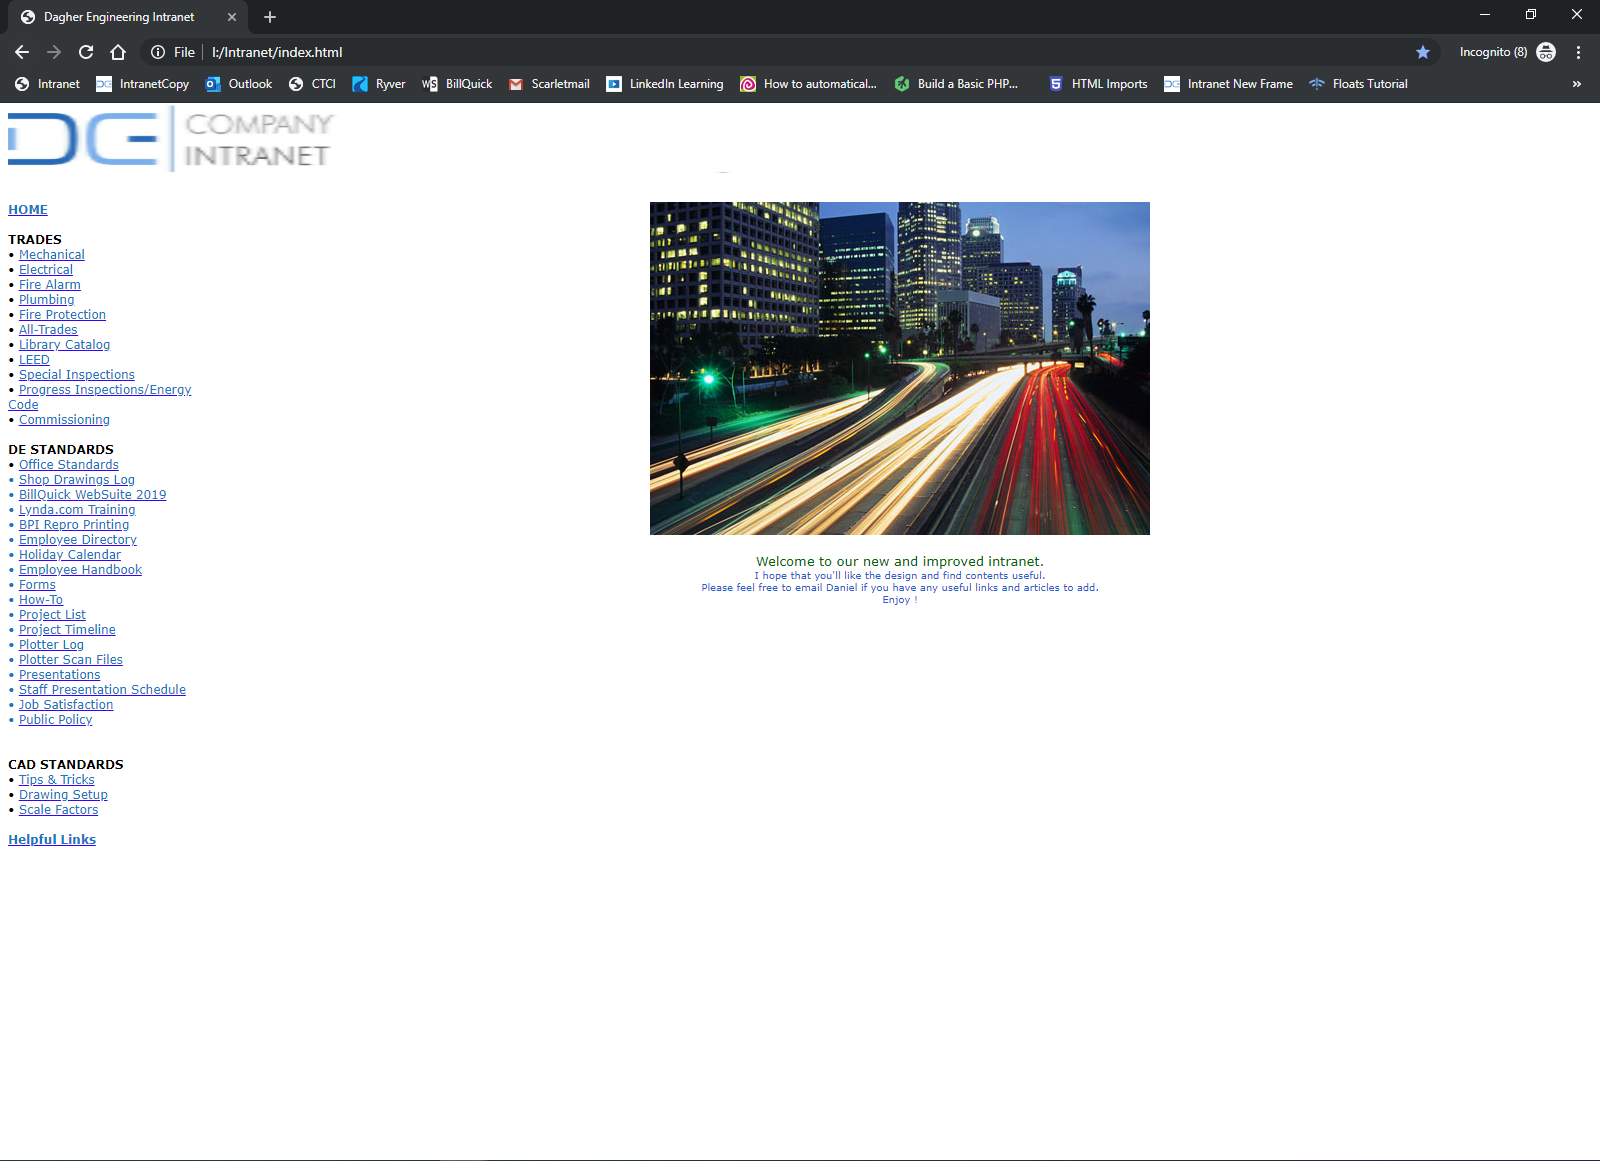 Dagher Engineering Intranet
File
I:/Intranet/index.html
Incognito (8)
Intranet
IntranetCopy
Outlook
CTCI
Ryver
BillQuick
Scarletmail
LinkedIn Learning
How to automatical...
Build a Basic PHP...
HTML Imports
Intranet New Frame
Floats Tutorial
»
DE
COMPANY
INTRANET
HOME
TRADES
• Mechanical
• Electrical
• Fire Alarm
• Plumbing
• Fire Protection
• All-Trades
• Library Catalog
• LEED
• Special Inspections
• Progress Inspections/Energy
Code
• Commissioning
DE STANDARDS
• Office Standards
• Shop Drawings Log
• BillQuick WebSuite 2019
• Lynda.com Training
• BPI Repro Printing
• Employee Directory
• Holiday Calendar
• Employee Handbook
• Forms
• How-To
• Project List
• Project Timeline
• Plotter Log
• Plotter Scan Files
• Presentations
• Staff Presentation Schedule
• Job Satisfaction
• Public Policy
CAD STANDARDS
• Tips & Tricks
• Drawing Setup
• Scale Factors
Helpful Links
Welcome to our new and improved intranet.
I hope that you'll like the design and find contents useful.
Please feel free to email Daniel if you have any useful links and articles to add.
Enjoy !